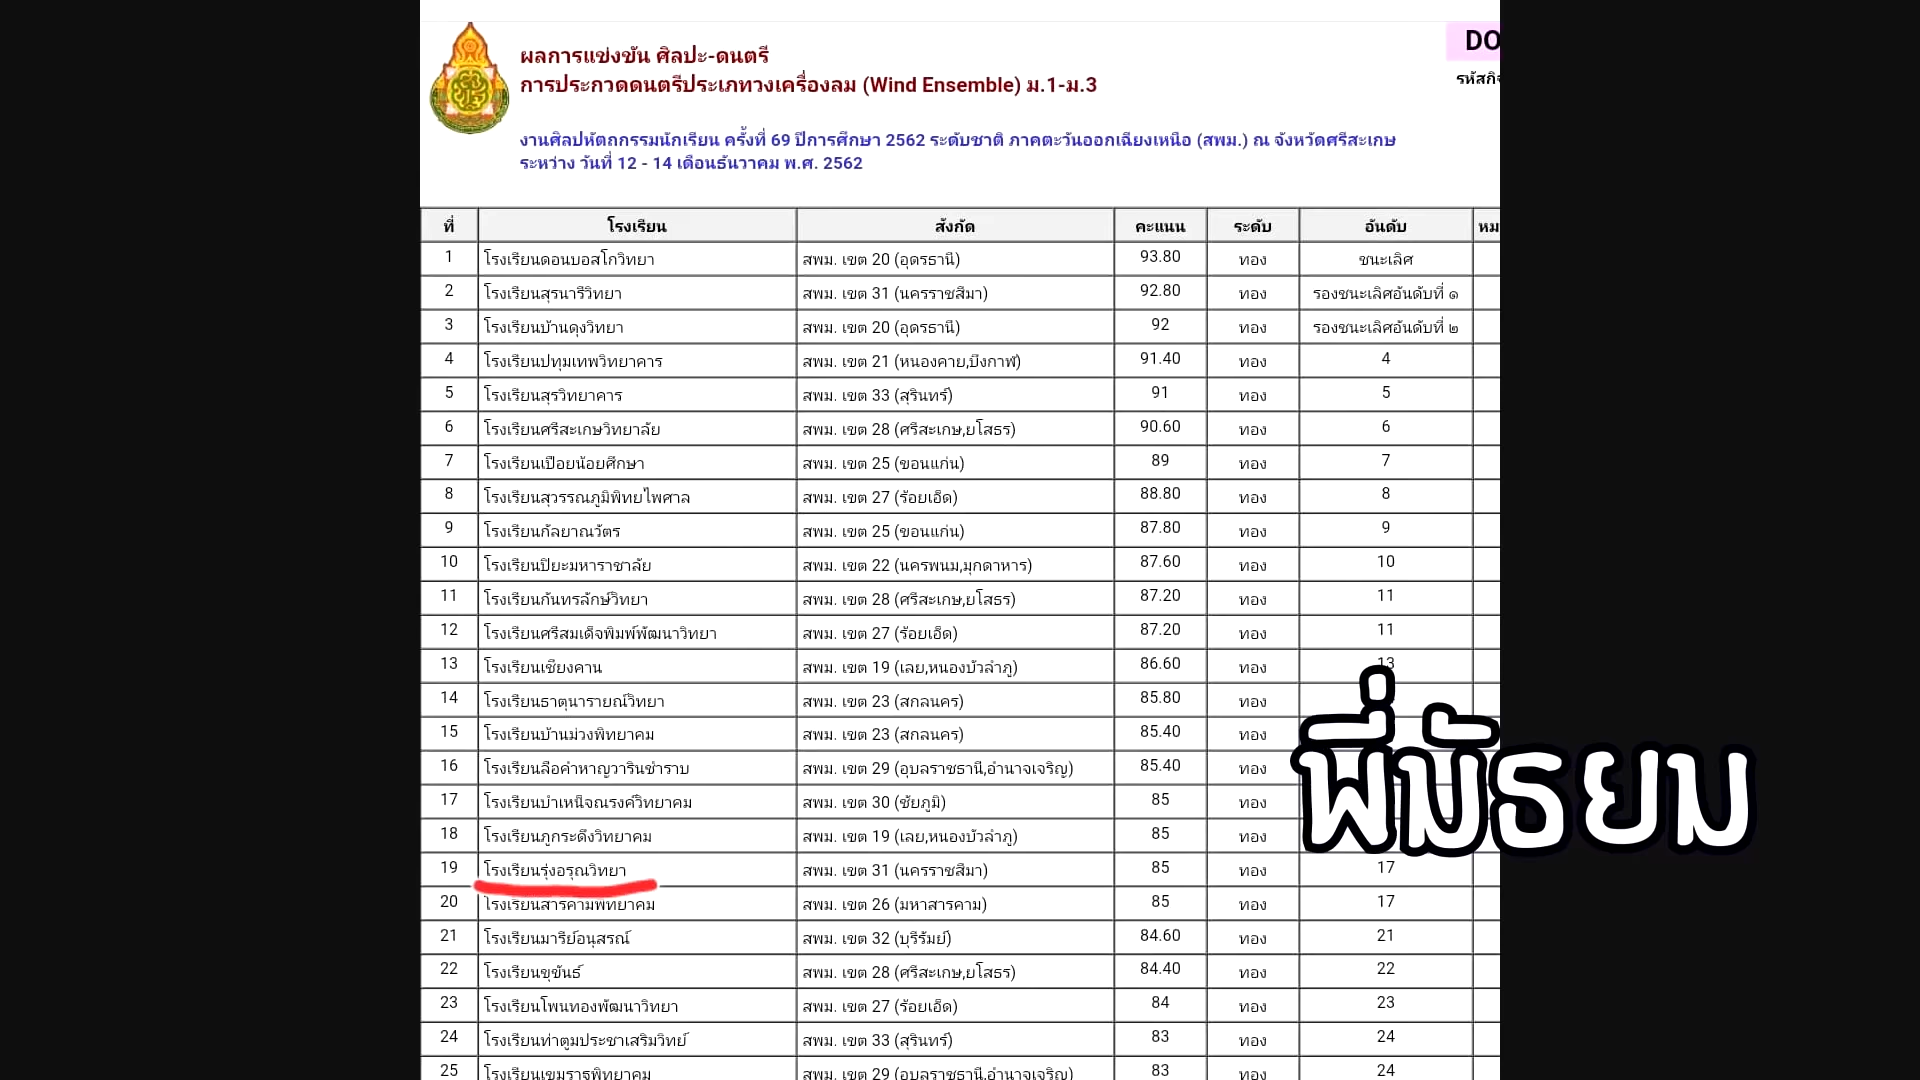 ผลการแข่งขัน ศิลปะ-ดนตรี
การประกวดดนตรีประเภทวงเครื่องลม (Wind Ensemble) ม.1-ม.3
DO
รหัสกิจ
งานศิลปหัตถกรรมนักเรียน ครั้งที่ 69 ปีการศึกษา 2562 ระดับชาติ ภาคตะวันออกเฉียงเหนือ (สพม.) ณ จังหวัดศรีสะเกษ
ระหว่าง วันที่ 12 - 14 เดือนธันวาคม พ.ศ. 2562
ที่ โรงเรียน สังกัด คะแนน ระดับ อันดับ หม
1 โรงเรียนดอนบอสโกวิทยา สพม. เขต 20 (อุดรธานี) 93.80 ทอง ชนะเลิศ
2 โรงเรียนสุรนารีวิทยา สพม. เขต 31 (นครราชสีมา) 92.80 ทอง รองชนะเลิศอันดับที่ ๑
3 โรงเรียนบ้านดุงวิทยา สพม. เขต 20 (อุดรธานี) 92 ทอง รองชนะเลิศอันดับที่ ๒
4 โรงเรียนปทุมเทพวิทยาคาร สพม. เขต 21 (หนองคาย,บึงกาฬ) 91.40 ทอง 4
5 โรงเรียนสุรวิทยาคาร สพม. เขต 33 (สุรินทร์) 91 ทอง 5
6 โรงเรียนศรีสะเกษวิทยาลัย สพม. เขต 28 (ศรีสะเกษ,ยโสธร) 90.60 ทอง 6
7 โรงเรียนเปือยน้อยศึกษา สพม. เขต 25 (ขอนแก่น) 89 ทอง 7
8 โรงเรียนสุวรรณภูมิพิทยไพศาล สพม. เขต 27 (ร้อยเอ็ด) 88.80 ทอง 8
9 โรงเรียนกัลยาณวัตร สพม. เขต 25 (ขอนแก่น) 87.80 ทอง 9
10 โรงเรียนปิยะมหาราชาลัย สพม. เขต 22 (นครพนม,มุกดาหาร) 87.60 ทอง 10
11 โรงเรียนกันทรลักษ์วิทยา สพม. เขต 28 (ศรีสะเกษ,ยโสธร) 87.20 ทอง 11
12 โรงเรียนศรีสมเด็จพิมพ์พัฒนาวิทยา สพม. เขต 27 (ร้อยเอ็ด) 87.20 ทอง 11
13 โรงเรียนเชียงคาน สพม. เขต 19 (เลย,หนองบัวลำภู) 86.60 ทอง 13
14 โรงเรียนธาตุนารายณ์วิทยา สพม. เขต 23 (สกลนคร) 85.80 ทอง
15 โรงเรียนบ้านม่วงพิทยาคม สพม. เขต 23 (สกลนคร) 85.40 ทอง
16 โรงเรียนลือคำหาญวารินชำราบ สพม. เขต 29 (อุบลราชธานี,อำนาจเจริญ) 85.40 ทอง
พี่มัธยม
17 โรงเรียนบำเหน็จณรงค์วิทยาคม สพม. เขต 30 (ชัยภูมิ) 85 ทอง
18 โรงเรียนภูกระดึงวิทยาคม สพม. เขต 19 (เลย,หนองบัวลำภู) 85 ทอง
19 โรงเรียนรุ่งอรุณวิทยา สพม. เขต 31 (นครราชสีมา) 85 ทอง 17
20 โรงเรียนสารคามพิทยาคม สพม. เขต 26 (มหาสารคาม) 85 ทอง 17
21 โรงเรียนมารีย์อนุสรณ์ สพม. เขต 32 (บุรีรัมย์) 84.60 ทอง 21
22 โรงเรียนขุขันธ์ สพม. เขต 28 (ศรีสะเกษ,ยโสธร) 84.40 ทอง 22
23 โรงเรียนโพนทองพัฒนาวิทยา สพม. เขต 27 (ร้อยเอ็ด) 84 ทอง 23
24 โรงเรียนท่าตูมประชาเสริมวิทย์ สพม. เขต 33 (สุรินทร์) 83 ทอง 24
25 โรงเรียนเขมราฐพิทยาคม สพม. เขต 29 (อุบลราชธานี,อำนาจเจริญ) 83 ทอง 24